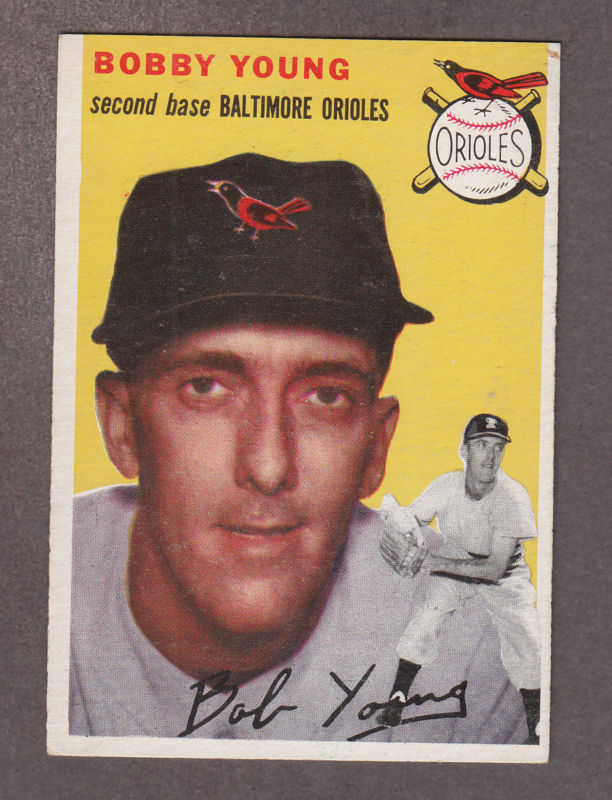 BOBBY YOUNG
second base BALTIMORE ORIOLES
ORIOLES
Bob Young